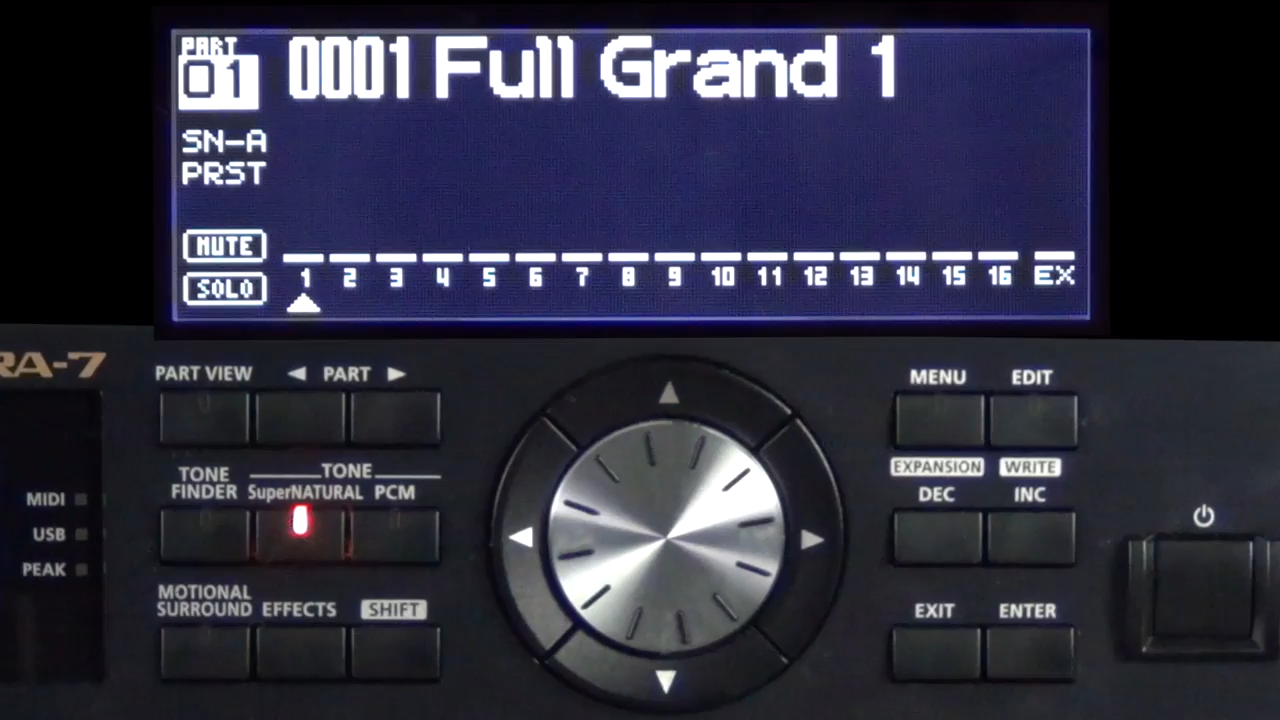 PART
01 0001 Full Grand 1
SN-A
PRST
MUTE
SOLO
1 2 3 4 5 6 7 8 9 10 11 12 13 14 15 16 EX
RA-7
PART VIEW ◀ PART ▶
MENU EDIT
TONE FINDER
TONE
SuperNATURAL PCM
EXPANSION WRITE
DEC INC
MIDI
USB
PEAK
MOTIONAL SURROUND
EFFECTS SHIFT
EXIT ENTER